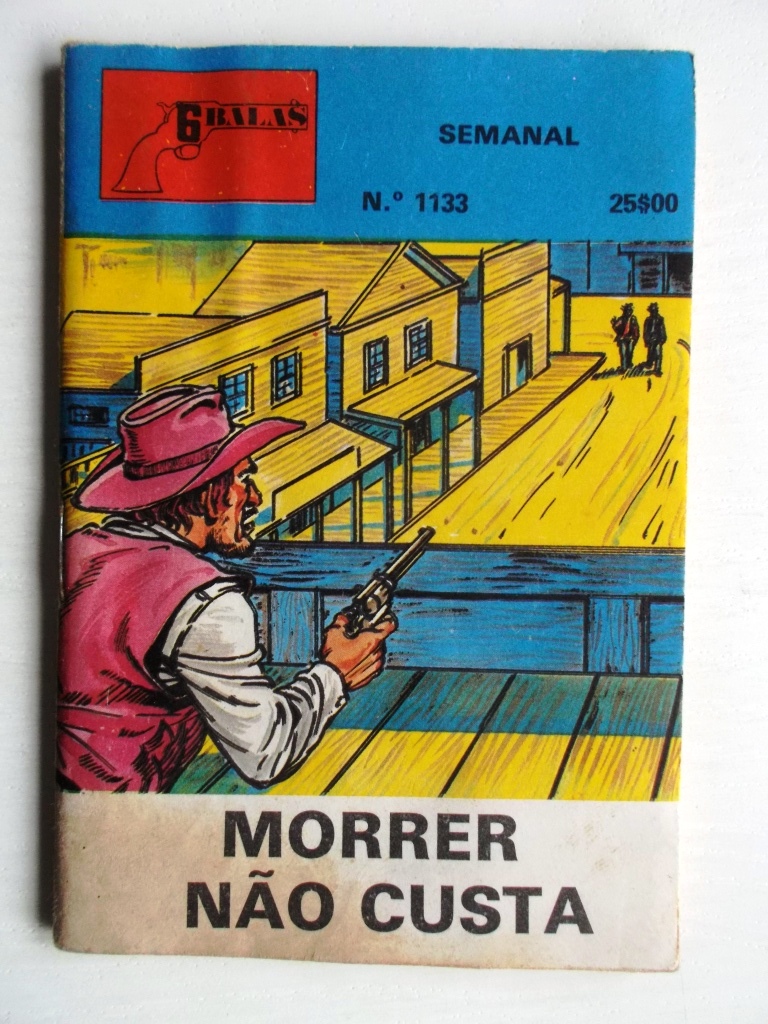 6 BALAS
SEMANAL
N.º 1133 25$00
MORRER
NÃO CUSTA